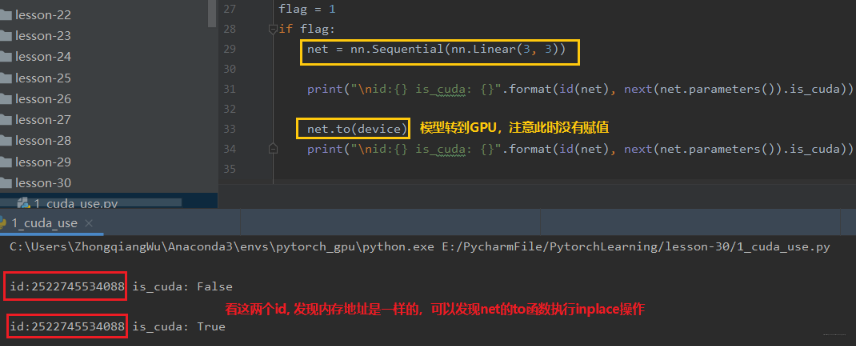 lesson-22
lesson-23
lesson-24
lesson-25
lesson-26
lesson-27
lesson-28
lesson-29
lesson-30
1_cuda_use.py
27 flag = 1
28 if flag:
29 net = nn.Sequential(nn.Linear(3, 3))
30
31 print("\nid:{} is_cuda: {}".format(id(net), next(net.parameters()).is_cuda))
32
33 net.to(device) 模型转到GPU，注意此时没有赋值
34 print("\nid:{} is_cuda: {}".format(id(net), next(net.parameters()).is_cuda))
35
1_cuda_use ×
C:\Users\ZhongqiangWu\Anaconda3\envs\pytorch_gpu\python.exe E:/PycharmFile/PytorchLearning/lesson-30/1_cuda_use.py
id:2522745534088 is_cuda: False
看这两个id, 发现内存地址是一样的，可以发现net的to函数执行inplace操作
id:2522745534088 is_cuda: True